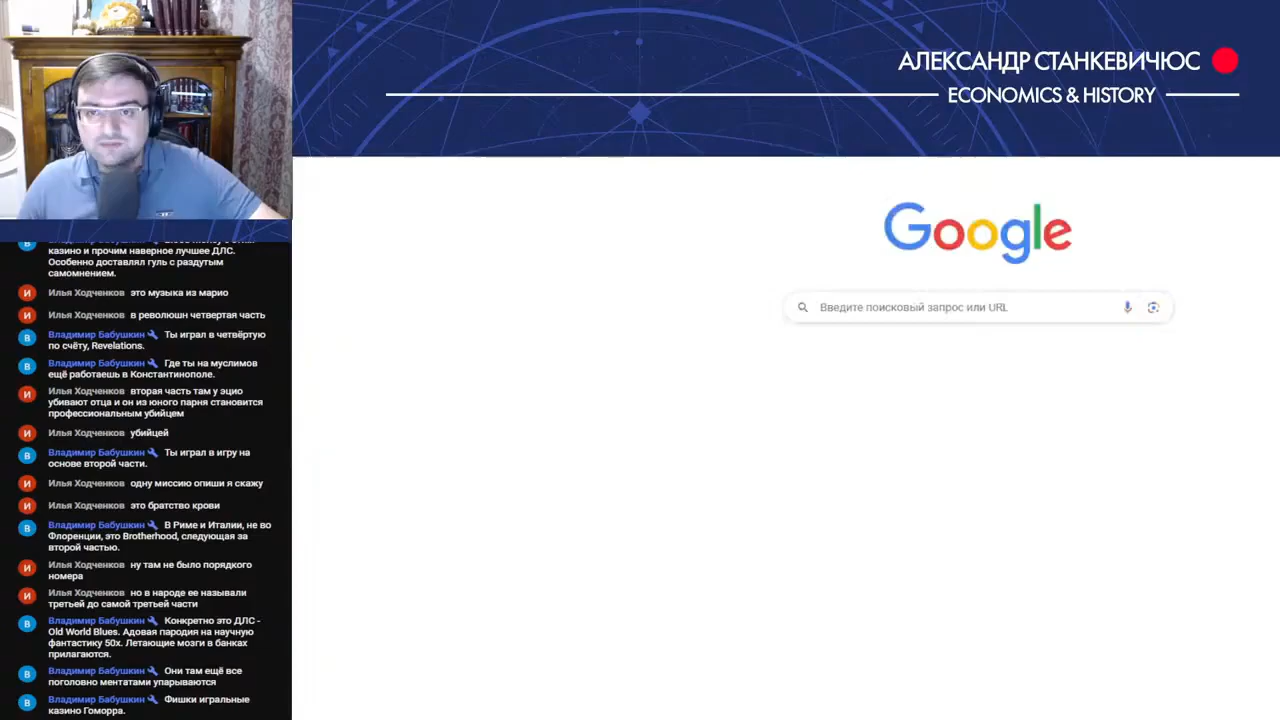 АЛЕКСАНДР СТАНКЕВИЧЮС
ECONOMICS & HISTORY
Google
Введите поисковый запрос или URL
казино и прочим наверное лучшее ДЛС.
Особенно доставлял гуль с раздутым
самомнением.
И Илья Ходченков это музыка из марио
И Илья Ходченков в революшн четвертая часть
В Владимир Бабушкин Ты играл в четвёртую
по счёту, Revelations.
В Владимир Бабушкин Где ты на муслимов
ещё работаешь в Константинополе.
И Илья Ходченков вторая часть там у эцио
убивают отца и он из юного парня становится
профессиональным убийцем
И Илья Ходченков убийцей
В Владимир Бабушкин Ты играл в игру на
основе второй части.
И Илья Ходченков одну миссию опиши я скажу
И Илья Ходченков это братство крови
В Владимир Бабушкин В Риме и Италии, не во
Флоренции, это Brotherhood, следующая за
второй частью.
И Илья Ходченков ну там не было порядкого
номера
И Илья Ходченков но в народе ее называли
третьей до самой третьей части
В Владимир Бабушкин Конкретно это ДЛС -
Old World Blues. Адовая пародия на научную
фантастику 50х. Летающие мозги в банках
прилагаются.
В Владимир Бабушкин Они там ещё все
поголовно ментатами упарываются
В Владимир Бабушкин Фишки игральные
казино Гоморра.